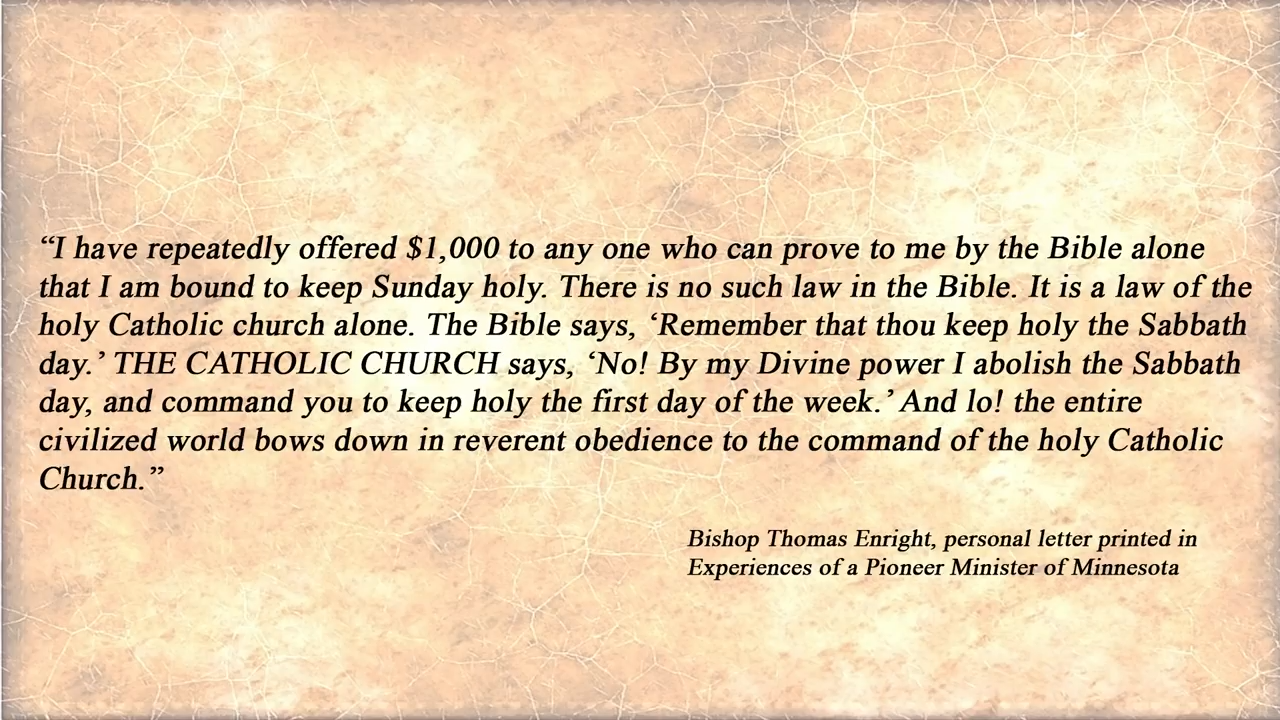 “I have repeatedly offered $1,000 to any one who can prove to me by the Bible alone
that I am bound to keep Sunday holy. There is no such law in the Bible. It is a law of the
holy Catholic church alone. The Bible says, ‘Remember that thou keep holy the Sabbath
day.’ THE CATHOLIC CHURCH says, ‘No! By my Divine power I abolish the Sabbath
day, and command you to keep holy the first day of the week.’ And lo! the entire
civilized world bows down in reverent obedience to the command of the holy Catholic
Church.”
Bishop Thomas Enright, personal letter printed in
Experiences of a Pioneer Minister of Minnesota